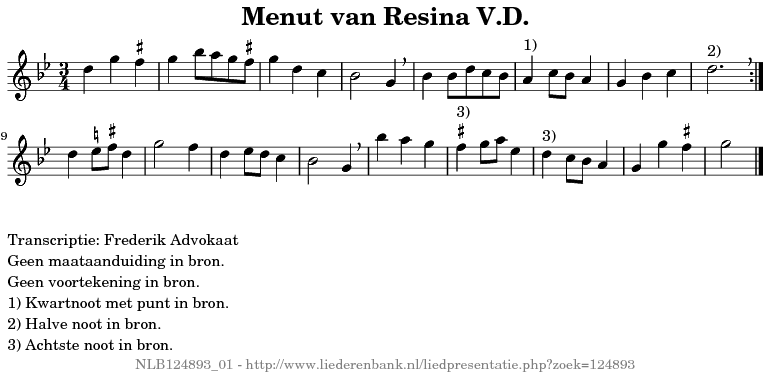 Menut van Resina V.D.
3
4
1)
2)
9
3)
3)
Transcriptie: Frederik Advokaat
Geen maataanduiding in bron.
Geen voortekening in bron.
1) Kwartnoot met punt in bron.
2) Halve noot in bron.
3) Achtste noot in bron.
NLB124893_01 - http://www.liederenbank.nl/liedpresentatie.php?zoek=124893